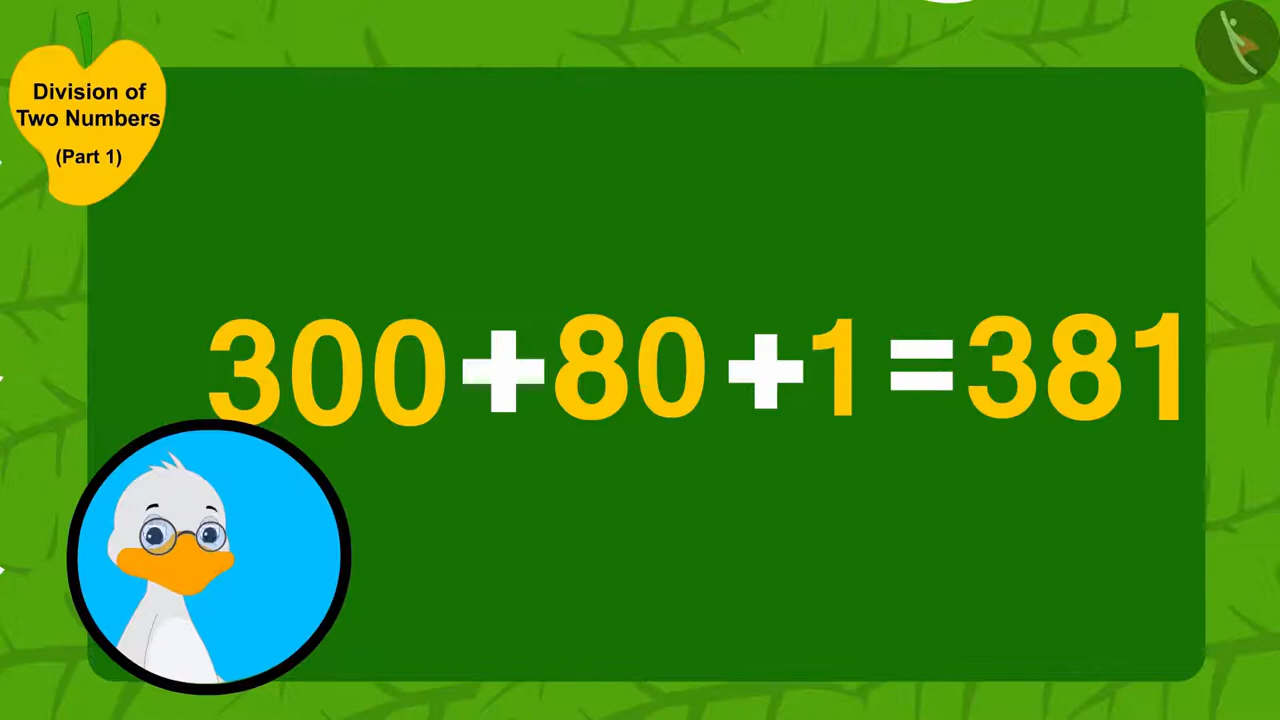 Division of
Two Numbers
(Part 1)
300+80+1=381